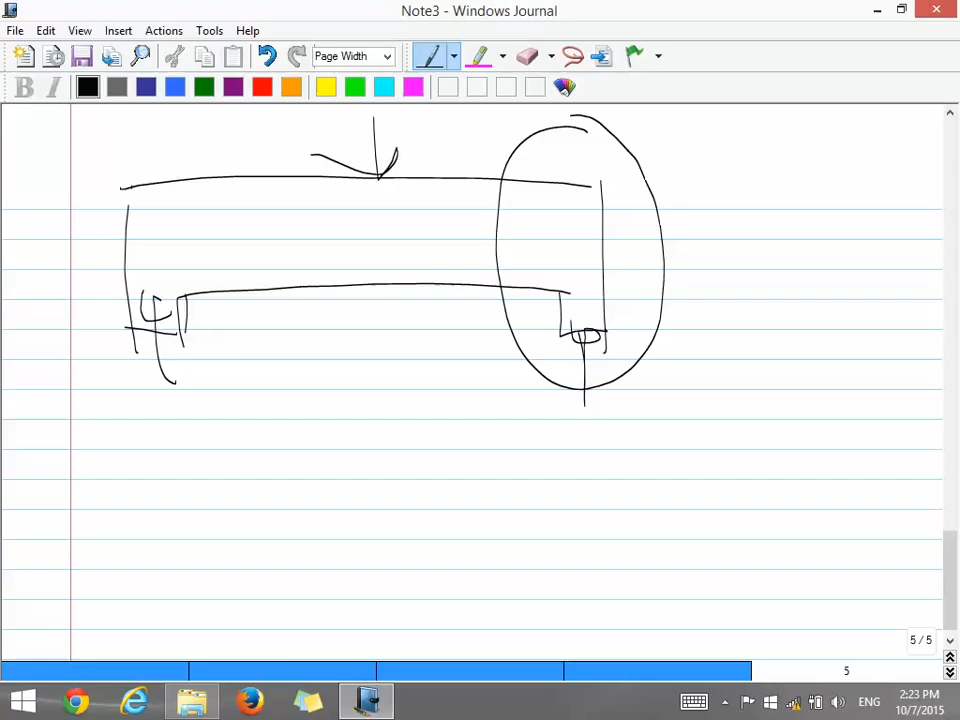 Note3 - Windows Journal
File Edit View Insert Actions Tools Help
Page Width
B I
5 / 5
5
ENG
2:23 PM
10/7/2015